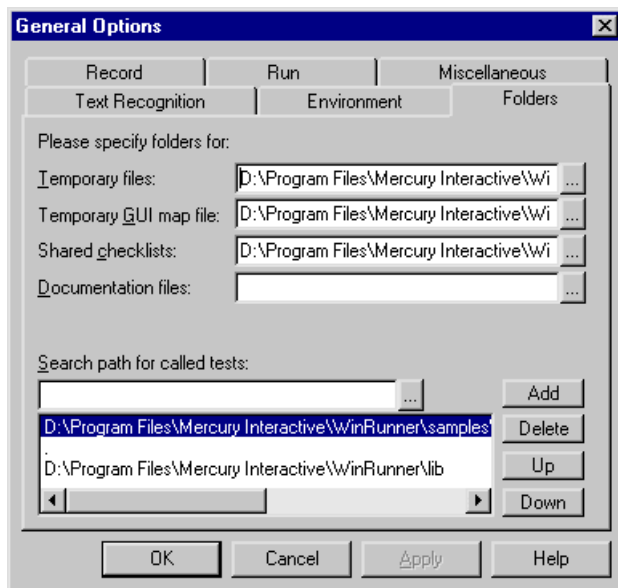 General Options
Record Run Miscellaneous
Text Recognition Environment Folders
Please specify folders for:
Temporary files: D:\Program Files\Mercury Interactive\Wi ...
Temporary GUI map file: D:\Program Files\Mercury Interactive\Wi ...
Shared checklists: D:\Program Files\Mercury Interactive\Wi ...
Documentation files: ...
Search path for called tests:
... Add
D:\Program Files\Mercury Interactive\WinRunner\samples\ Delete
.
D:\Program Files\Mercury Interactive\WinRunner\lib Up
Down
OK Cancel Apply Help